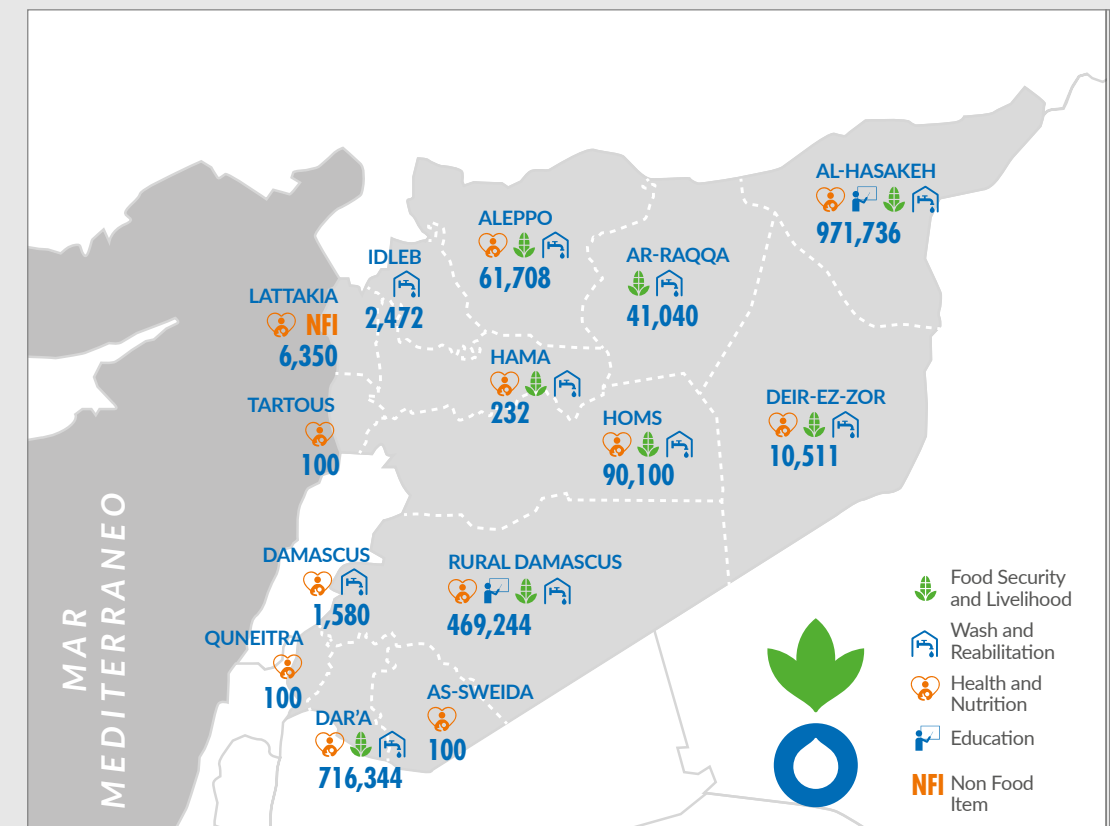 AL-HASAKEH
971,736
ALEPPO
61,708
IDLEB
2,472
AR-RAQQA
41,040
LATTAKIA
NFI
6,350
HAMA
232
TARTOUS
100
HOMS
90,100
DEIR-EZ-ZOR
10,511
MAR
MEDITERRANEO
DAMASCUS
1,580
RURAL DAMASCUS
469,244
QUNEITRA
100
AS-SWEIDA
100
DAR'A
716,344
Food Security
and Livelihood
Wash and
Reabilitation
Health and
Nutrition
Education
NFI Non Food
Item